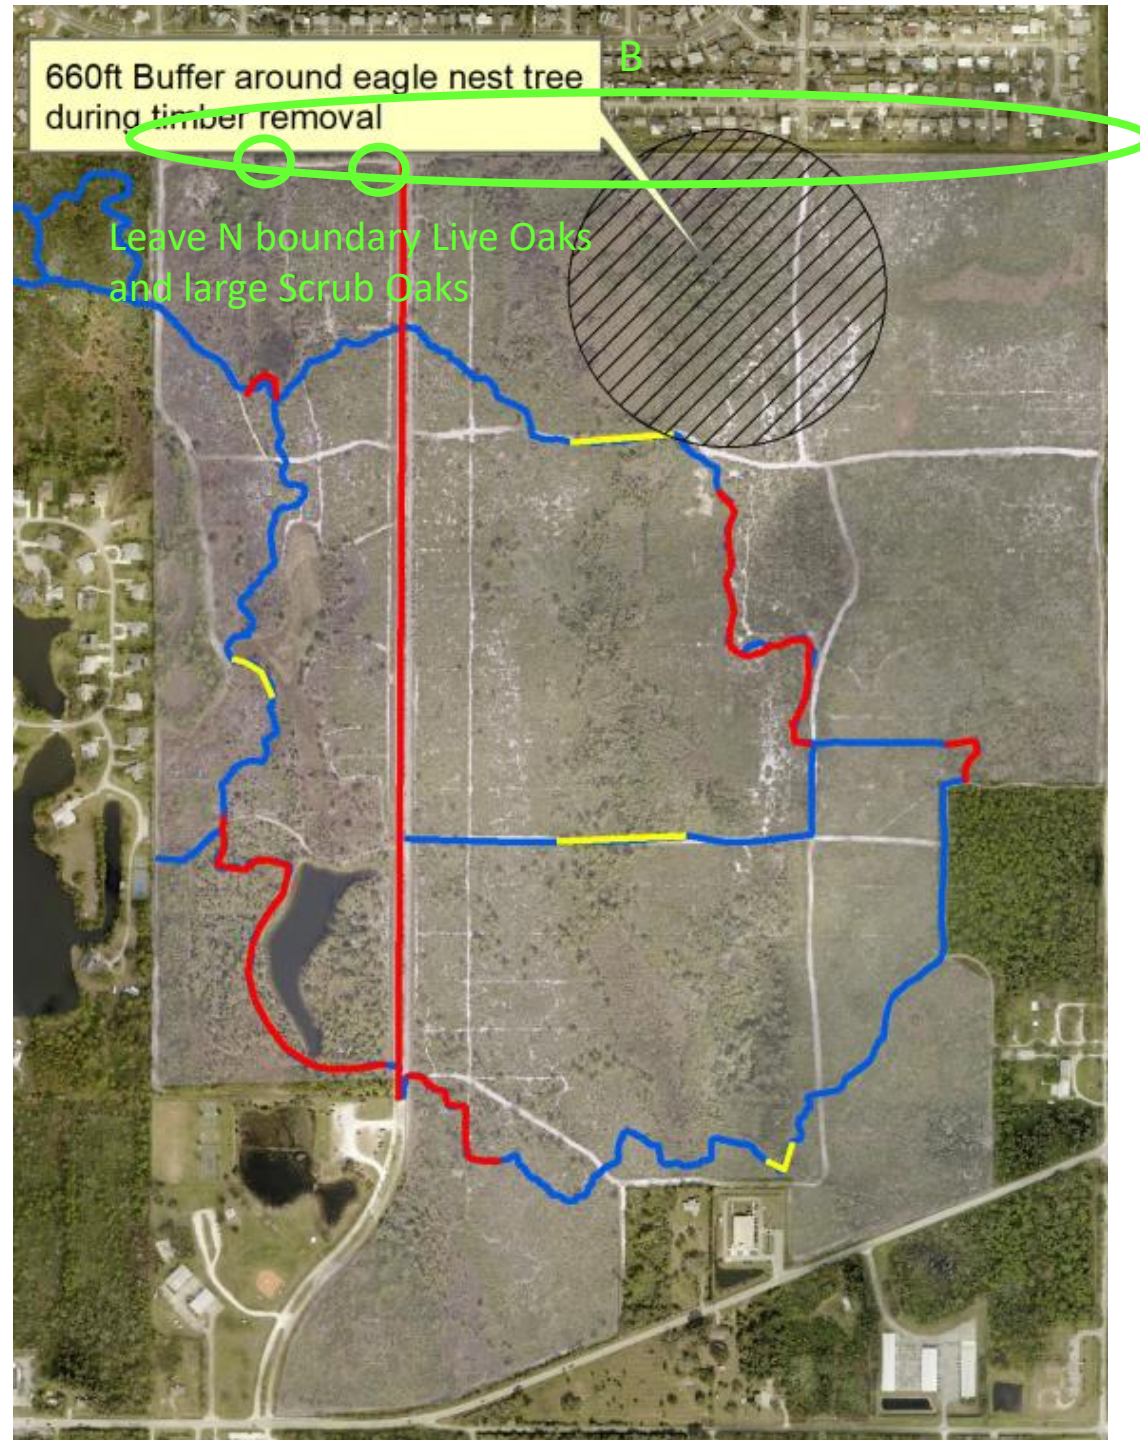 B
660ft Buffer around eagle nest tree
during timber removal
Leave N boundary Live Oaks
and large Scrub Oaks